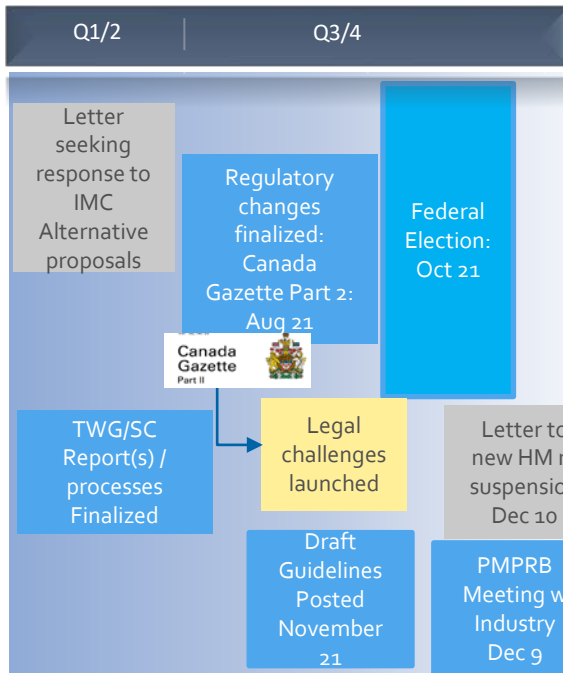 Q1/2
Q3/4
Letter
seeking
response to
IMC
Alternative
proposals
Regulatory
changes
finalized:
Canada
Gazette Part 2:
Aug 21
Federal
Election:
Oct 21
Canada
Gazette
Part II
TWG/SC
Report(s) /
processes
Finalized
Legal
challenges
launched
Letter to
new HM
suspensio
Dec 10
Draft
Guidelines
Posted
November
21
PMPRB
Meeting w
Industry
Dec 9